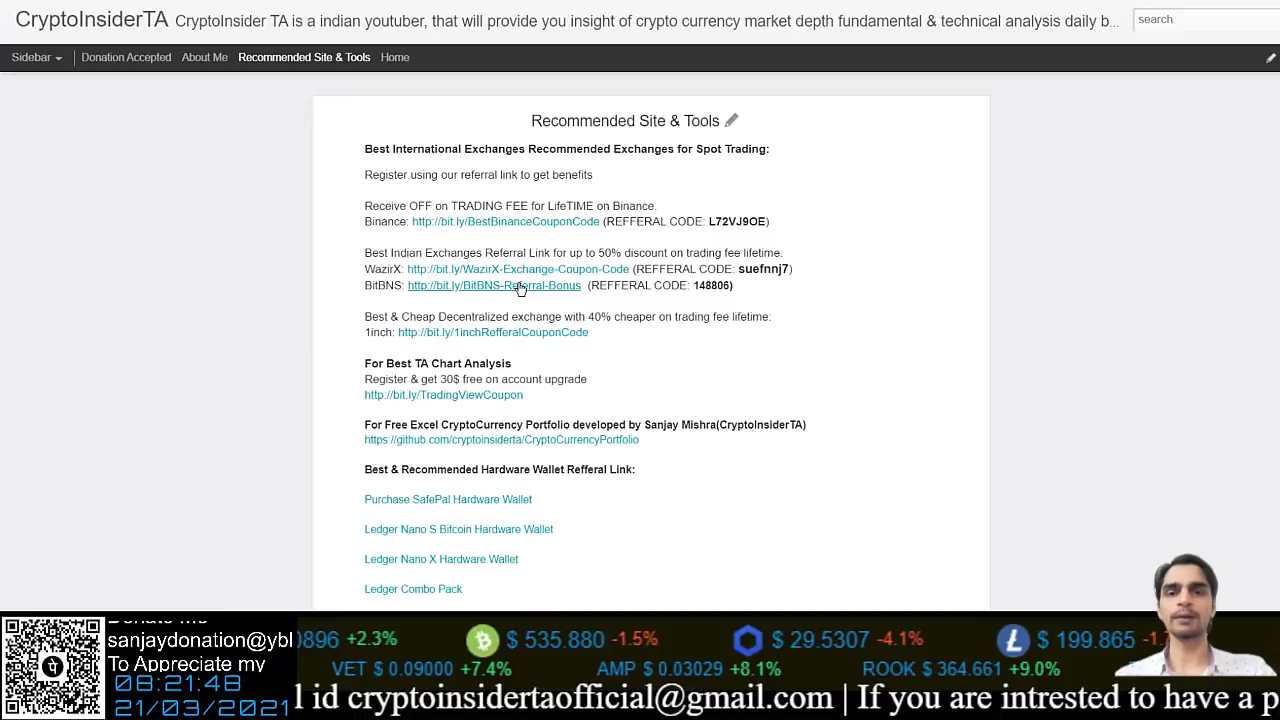 CryptoInsiderTA CryptoInsider TA is a indian youtuber, that will provide you insight of crypto currency market depth fundamental & technical analysis daily b...
search
Sidebar Donation Accepted About Me Recommended Site & Tools Home
Recommended Site & Tools
Best International Exchanges Recommended Exchanges for Spot Trading:
Register using our referral link to get benefits
Receive OFF on TRADING FEE for LifeTIME on Binance.
Binance: http://bit.ly/BestBinanceCouponCode (REFFERAL CODE: L72VJ9OE)
Best Indian Exchanges Referral Link for up to 50% discount on trading fee lifetime:
WazirX: http://bit.ly/WazirX-Exchange-Coupon-Code (REFFERAL CODE: suefnnj7)
BitBNS: http://bit.ly/BitBNS-Referral-Bonus (REFFERAL CODE: 148806)
Best & Cheap Decentralized exchange with 40% cheaper on trading fee lifetime:
1inch: http://bit.ly/1inchRefferalCouponCode
For Best TA Chart Analysis
Register & get 30$ free on account upgrade
http://bit.ly/TradingViewCoupon
For Free Excel CryptoCurrency Portfolio developed by Sanjay Mishra(CryptoInsiderTA)
https://github.com/cryptoinsiderta/CryptoCurrencyPortfolio
Best & Recommended Hardware Wallet Refferal Link:
Purchase SafePal Hardware Wallet
Ledger Nano S Bitcoin Hardware Wallet
Ledger Nano X Hardware Wallet
Ledger Combo Pack
Donate Me
sanjaydonation@ybl
To Appreciate my
08:21:48
21/03/2021
0896 +2.3% $ 535.880 -1.5% $ 29.5307 -4.1% $ 199.865
VET $ 0.09000 +7.4% AMP $ 0.03029 +8.1% ROOK $ 364.661 +9.0%
l id cryptoinsidertaofficial@gmail.com | If you are intrested to have a p